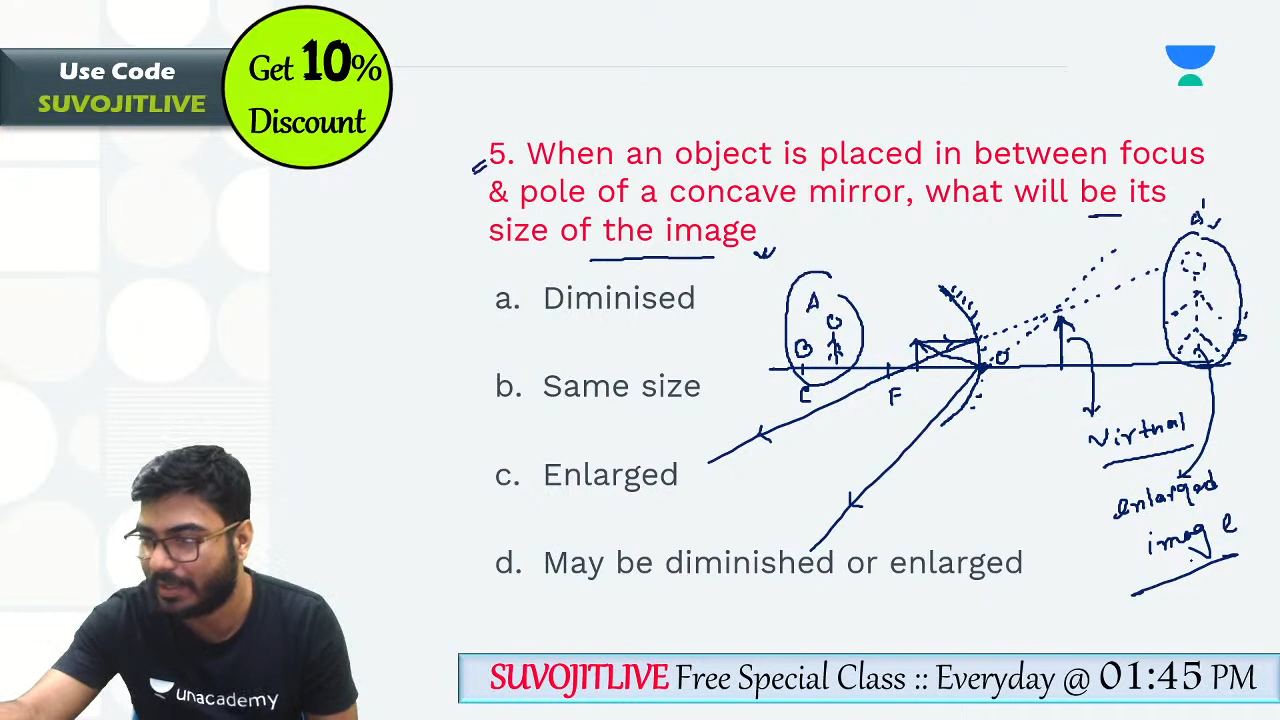 Use Code
SUVOJITLIVE
Get 10%
Discount
5. When an object is placed in between focus
& pole of a concave mirror, what will be its
size of the image
a. Diminised
b. Same size
c. Enlarged
d. May be diminished or enlarged
A
B
C
F
O
A'
B'
Virtual
enlarged
image
unacademy
SUVOJITLIVE Free Special Class :: Everyday @ 01:45 PM